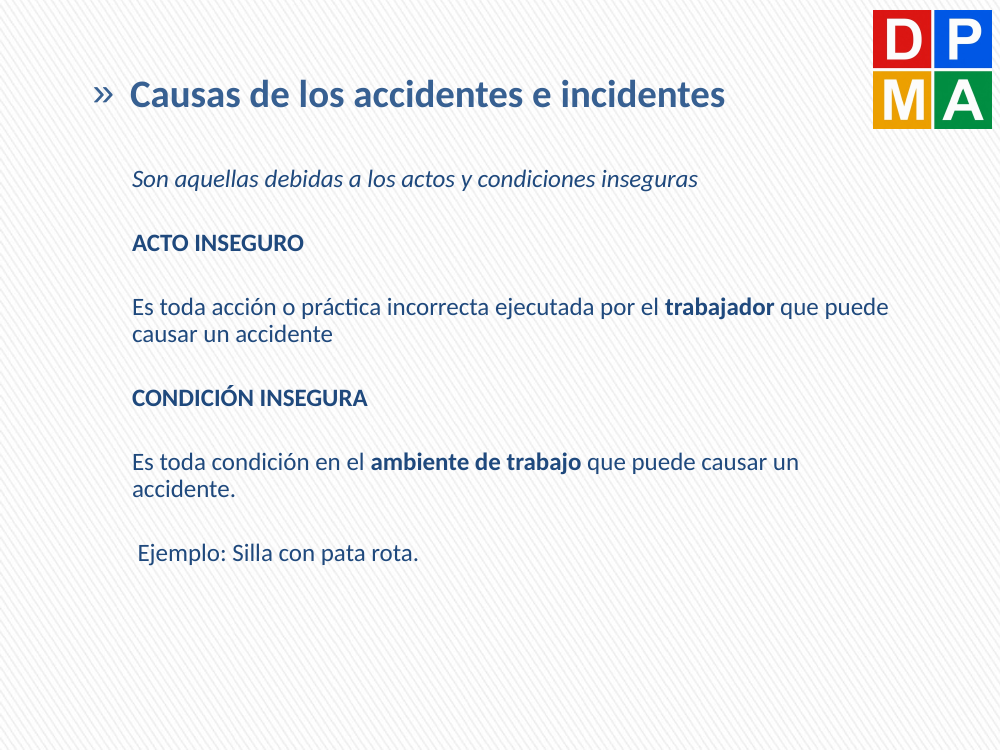 D P
M A
» Causas de los accidentes e incidentes
Son aquellas debidas a los actos y condiciones inseguras
ACTO INSEGURO
Es toda acción o práctica incorrecta ejecutada por el trabajador que puede
causar un accidente
CONDICIÓN INSEGURA
Es toda condición en el ambiente de trabajo que puede causar un
accidente.
Ejemplo: Silla con pata rota.